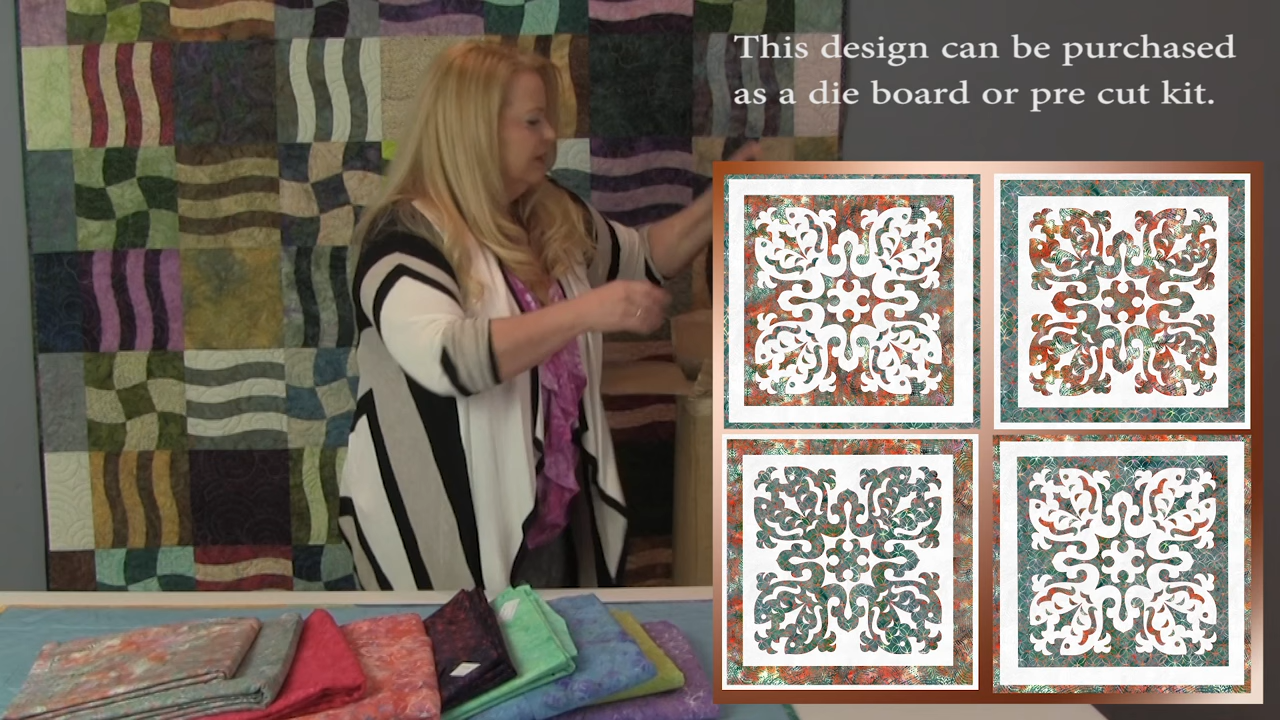 This design can be purchased
as a die board or pre cut kit.